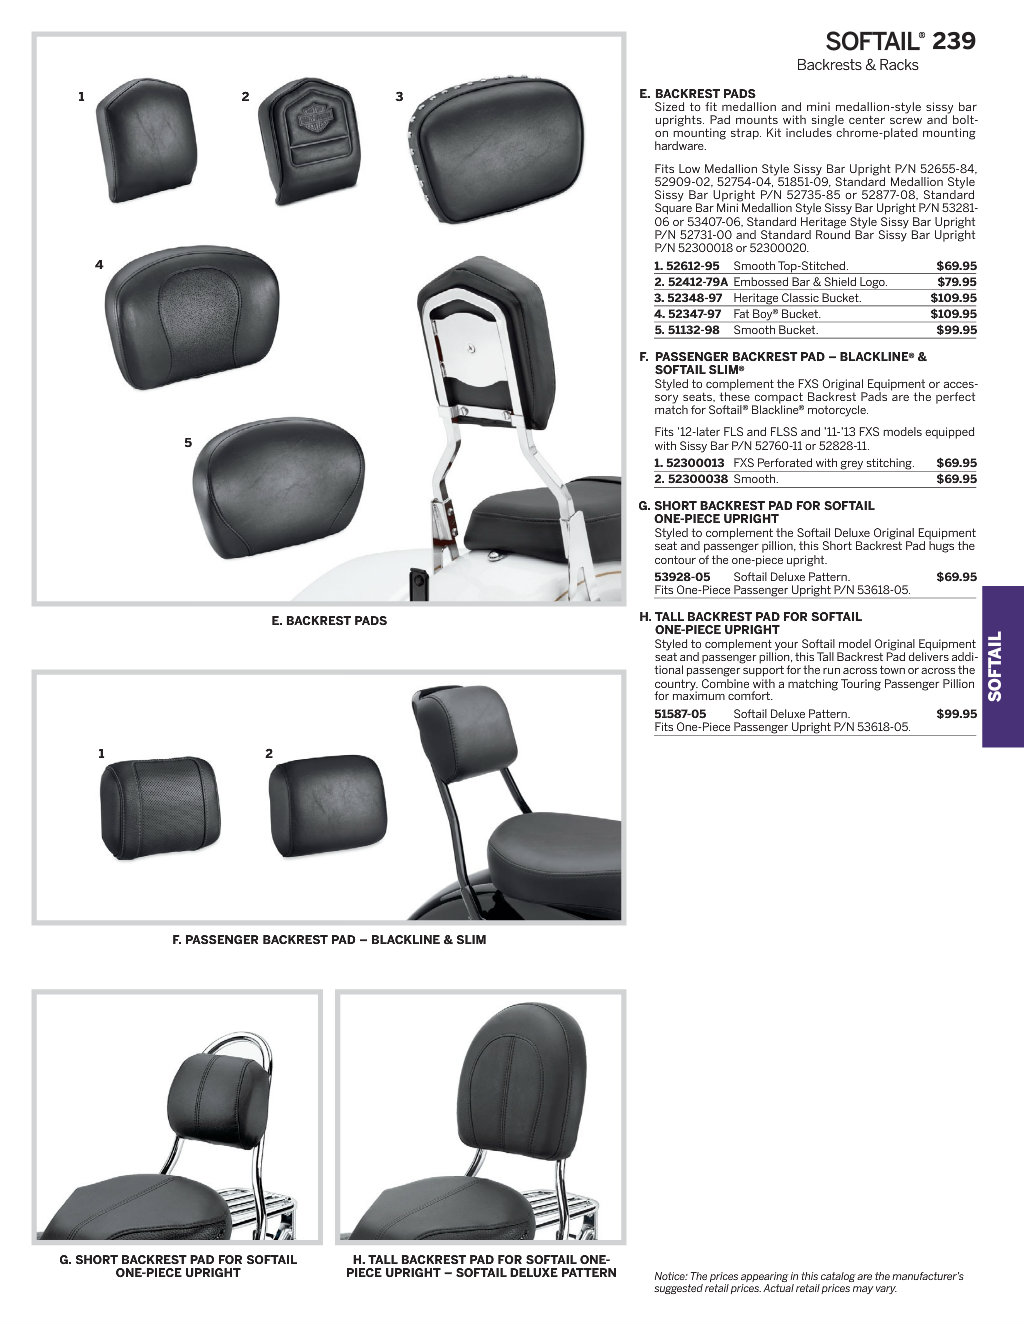 SOFTAIL® 239
Backrests & Racks
1
2
3
4
5
E. BACKREST PADS
1
2
F. PASSENGER BACKREST PAD – BLACKLINE & SLIM
G. SHORT BACKREST PAD FOR SOFTAIL
ONE-PIECE UPRIGHT
H. TALL BACKREST PAD FOR SOFTAIL ONE-
PIECE UPRIGHT – SOFTAIL DELUXE PATTERN
E. BACKREST PADS
Sized to fit medallion and mini medallion-style sissy bar
uprights. Pad mounts with single center screw and bolt-
on mounting strap. Kit includes chrome-plated mounting
hardware.
Fits Low Medallion Style Sissy Bar Upright P/N 52655-84,
52909-02, 52754-04, 51851-09, Standard Medallion Style
Sissy Bar Upright P/N 52735-85 or 52877-08, Standard
Square Bar Mini Medallion Style Sissy Bar Upright P/N 53281-
06 or 53407-06, Standard Heritage Style Sissy Bar Upright
P/N 52731-00 and Standard Round Bar Sissy Bar Upright
P/N 52300018 or 52300020.
1. 52612-95 Smooth Top-Stitched. $69.95
2. 52412-79A Embossed Bar & Shield Logo. $79.95
3. 52348-97 Heritage Classic Bucket. $109.95
4. 52347-97 Fat Boy® Bucket. $109.95
5. 51132-98 Smooth Bucket. $99.95
F. PASSENGER BACKREST PAD – BLACKLINE® &
SOFTAIL SLIM®
Styled to complement the FXS Original Equipment or acces-
sory seats, these compact Backrest Pads are the perfect
match for Softail® Blackline® motorcycle.
Fits ’12-later FLS and FLSS and ’11-’13 FXS models equipped
with Sissy Bar P/N 52760-11 or 52828-11.
1. 52300013 FXS Perforated with grey stitching. $69.95
2. 52300038 Smooth. $69.95
G. SHORT BACKREST PAD FOR SOFTAIL
ONE-PIECE UPRIGHT
Styled to complement the Softail Deluxe Original Equipment
seat and passenger pillion, this Short Backrest Pad hugs the
contour of the one-piece upright.
53928-05 Softail Deluxe Pattern. $69.95
Fits One-Piece Passenger Upright P/N 53618-05.
H. TALL BACKREST PAD FOR SOFTAIL
ONE-PIECE UPRIGHT
Styled to complement your Softail model Original Equipment
seat and passenger pillion, this Tall Backrest Pad delivers addi-
tional passenger support for the run across town or across the
country. Combine with a matching Touring Passenger Pillion
for maximum comfort.
51587-05 Softail Deluxe Pattern. $99.95
Fits One-Piece Passenger Upright P/N 53618-05.
SOFTAIL
Notice: The prices appearing in this catalog are the manufacturer’s
suggested retail prices. Actual retail prices may vary.